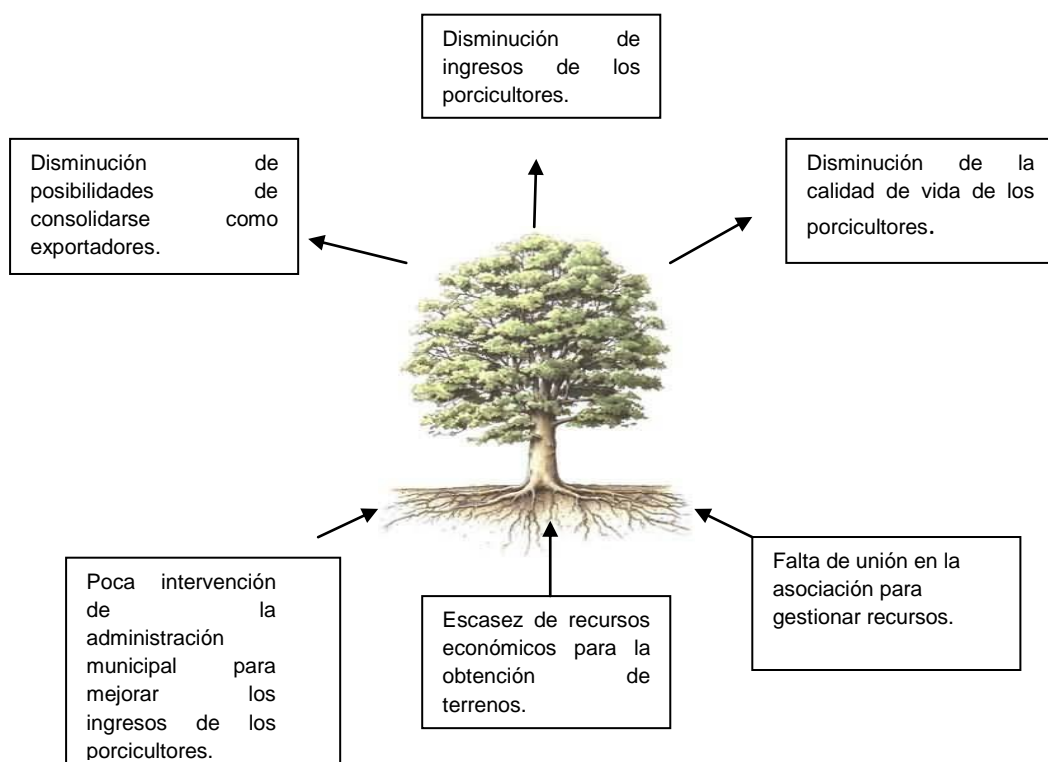 Disminución de
ingresos de los
porcicultores.
Disminución de
posibilidades de
consolidarse como
exportadores.
Disminución de la
calidad de vida de los
porcicultores.
Poca intervención
de la
administración
municipal para
mejorar los
ingresos de los
porcicultores.
Escasez de recursos
económicos para la
obtención de
terrenos.
Falta de unión en la
asociación para
gestionar recursos.